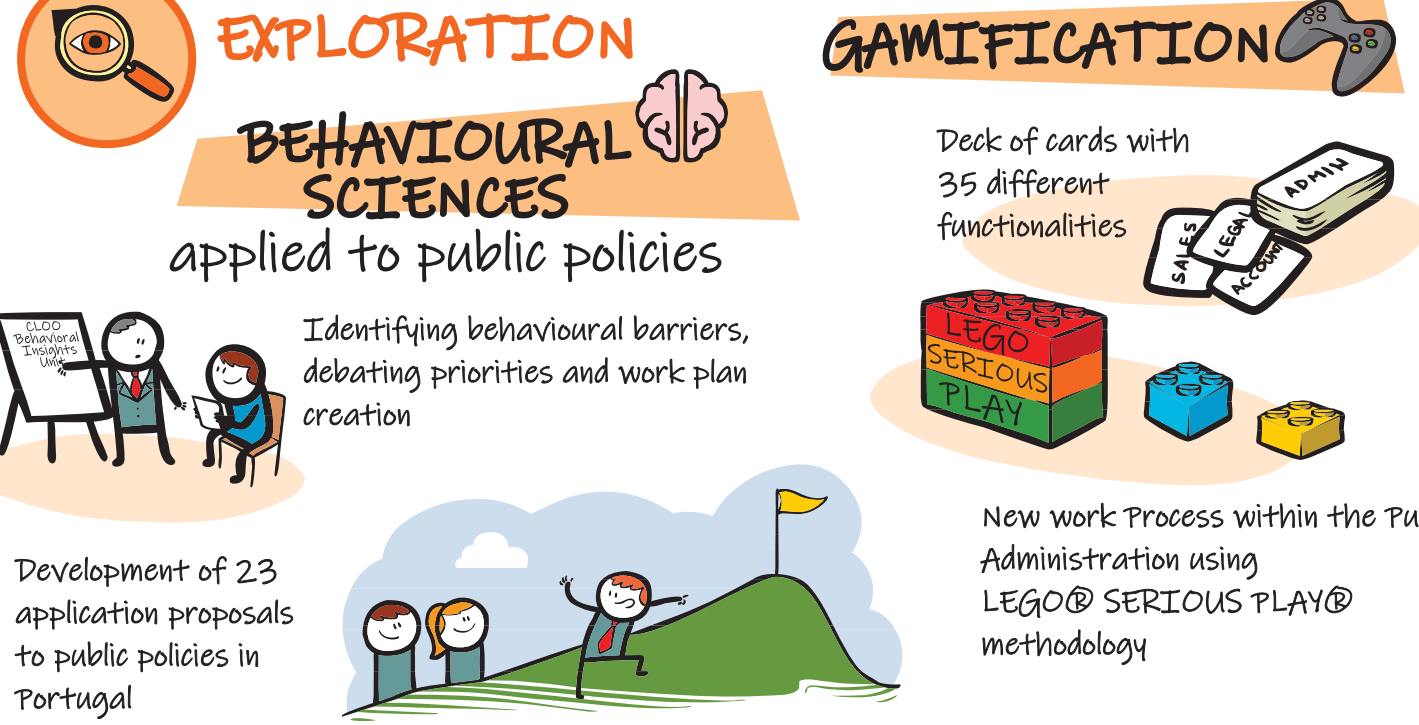 EXPLORATION
BEHAVIOURAL
SCIENCES
applied to public policies
CLOO
Behavioral
Insights
Unit
Identifying behavioural barriers,
debating priorities and work plan
creation
Development of 23
application proposals
to public policies in
Portugal
GAMIFICATION
Deck of cards with
35 different
functionalities
ADMIN
SALES
LEGAL
ACCOUNT
LEGO
SERIOUS
PLAY
New work Process within the Pu
Administration using
LEGO® SERIOUS PLAY®
methodology